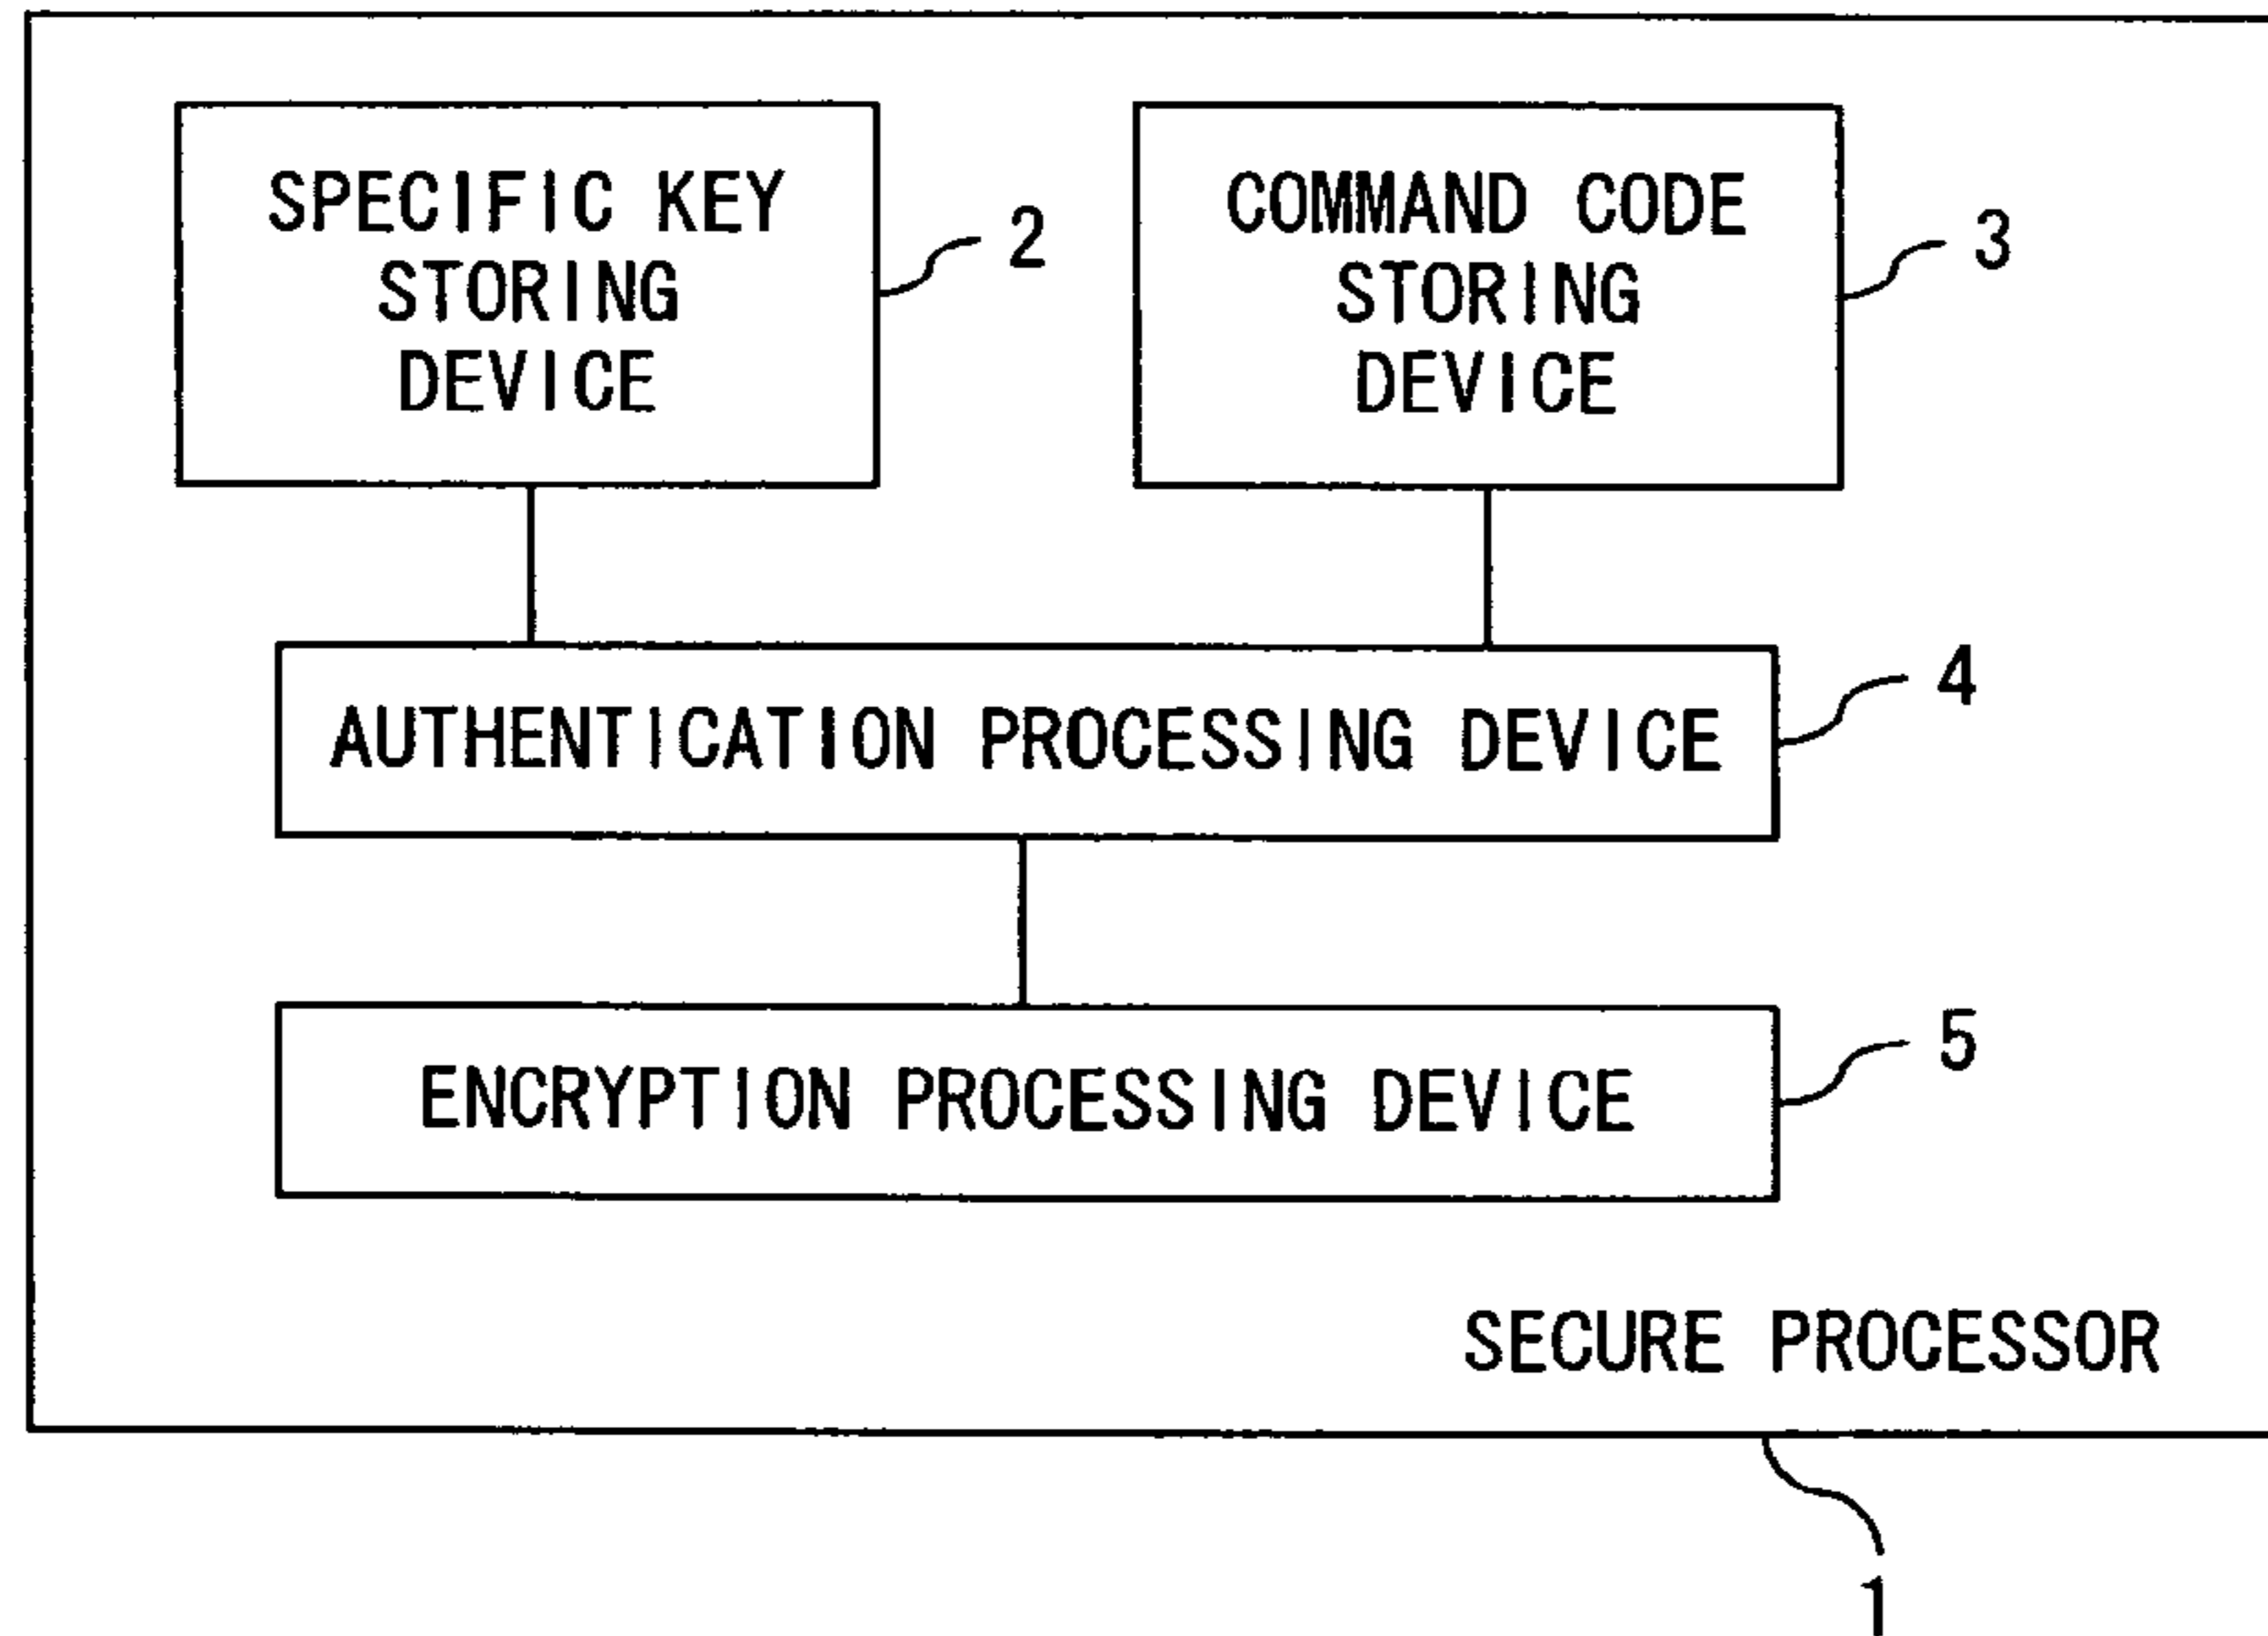 SPECIFIC KEY
STORING
DEVICE
2
COMMAND CODE
STORING
DEVICE
3
AUTHENTICATION PROCESSING DEVICE
4
ENCRYPTION PROCESSING DEVICE
5
SECURE PROCESSOR
1